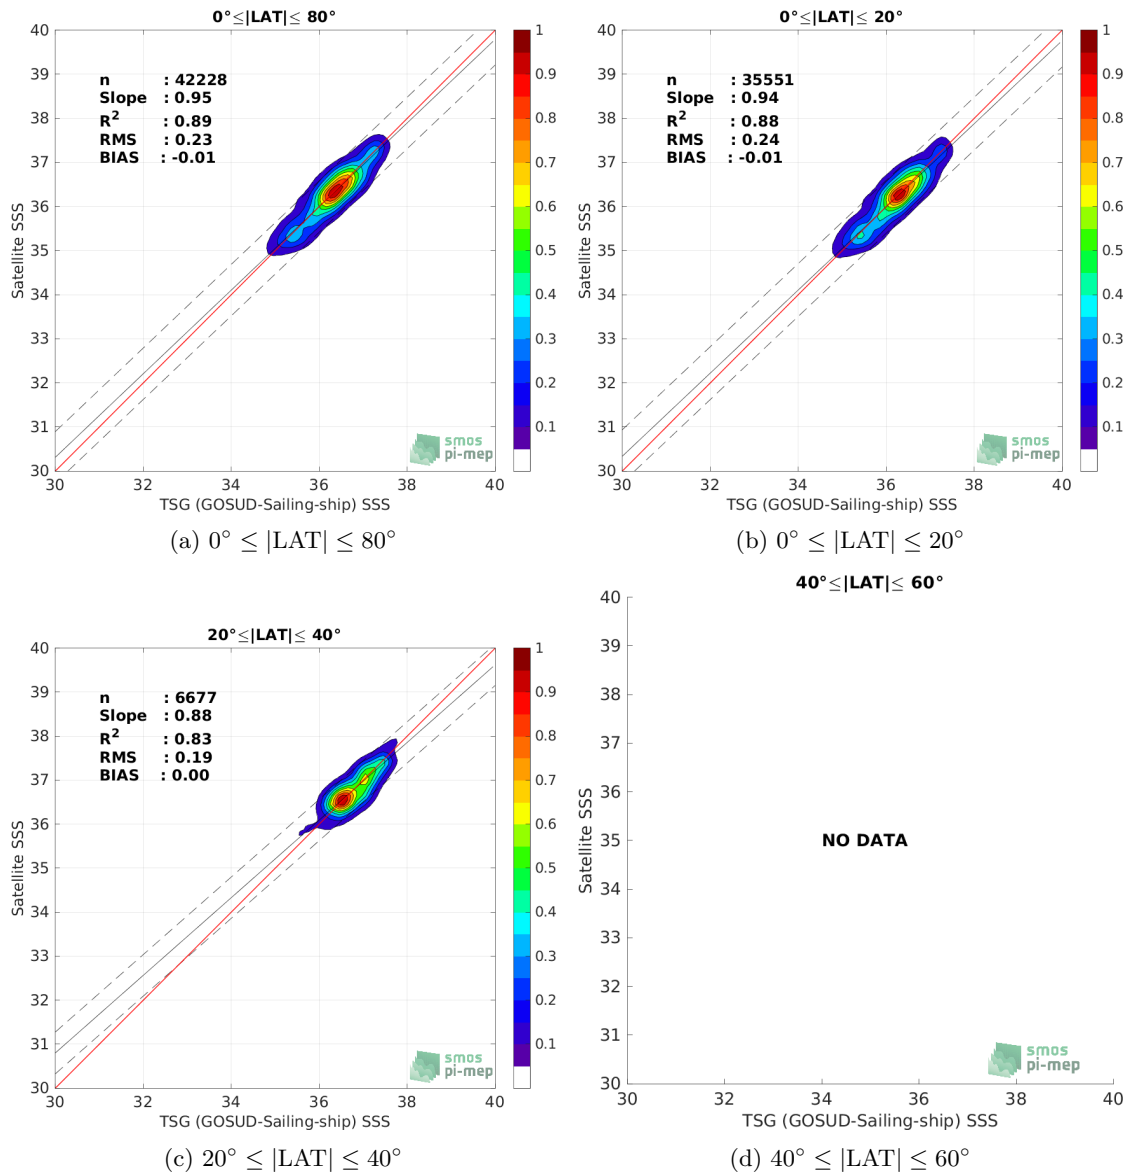 0°≤|LAT|≤ 80°
40
39
38
37
36
35
34
33
32
31
30
30
32
34
36
38
40
n : 42228
Slope : 0.95
R² : 0.89
RMS : 0.23
BIAS : -0.01
Satellite SSS
TSG (GOSUD-Sailing-ship) SSS
smos
pi-mep
1
0.9
0.8
0.7
0.6
0.5
0.4
0.3
0.2
0.1
(a) 0° ≤ |LAT| ≤ 80°
0°≤|LAT|≤ 20°
40
39
38
37
36
35
34
33
32
31
30
30
32
34
36
38
40
n : 35551
Slope : 0.94
R² : 0.88
RMS : 0.24
BIAS : -0.01
Satellite SSS
TSG (GOSUD-Sailing-ship) SSS
smos
pi-mep
1
0.9
0.8
0.7
0.6
0.5
0.4
0.3
0.2
0.1
(b) 0° ≤ |LAT| ≤ 20°
20°≤|LAT|≤ 40°
40
39
38
37
36
35
34
33
32
31
30
30
32
34
36
38
40
n : 6677
Slope : 0.88
R² : 0.83
RMS : 0.19
BIAS : 0.00
Satellite SSS
TSG (GOSUD-Sailing-ship) SSS
smos
pi-mep
1
0.9
0.8
0.7
0.6
0.5
0.4
0.3
0.2
0.1
(c) 20° ≤ |LAT| ≤ 40°
40°≤|LAT|≤ 60°
40
39
38
37
36
35
34
33
32
31
30
30
32
34
36
38
40
NO DATA
Satellite SSS
TSG (GOSUD-Sailing-ship) SSS
smos
pi-mep
(d) 40° ≤ |LAT| ≤ 60°